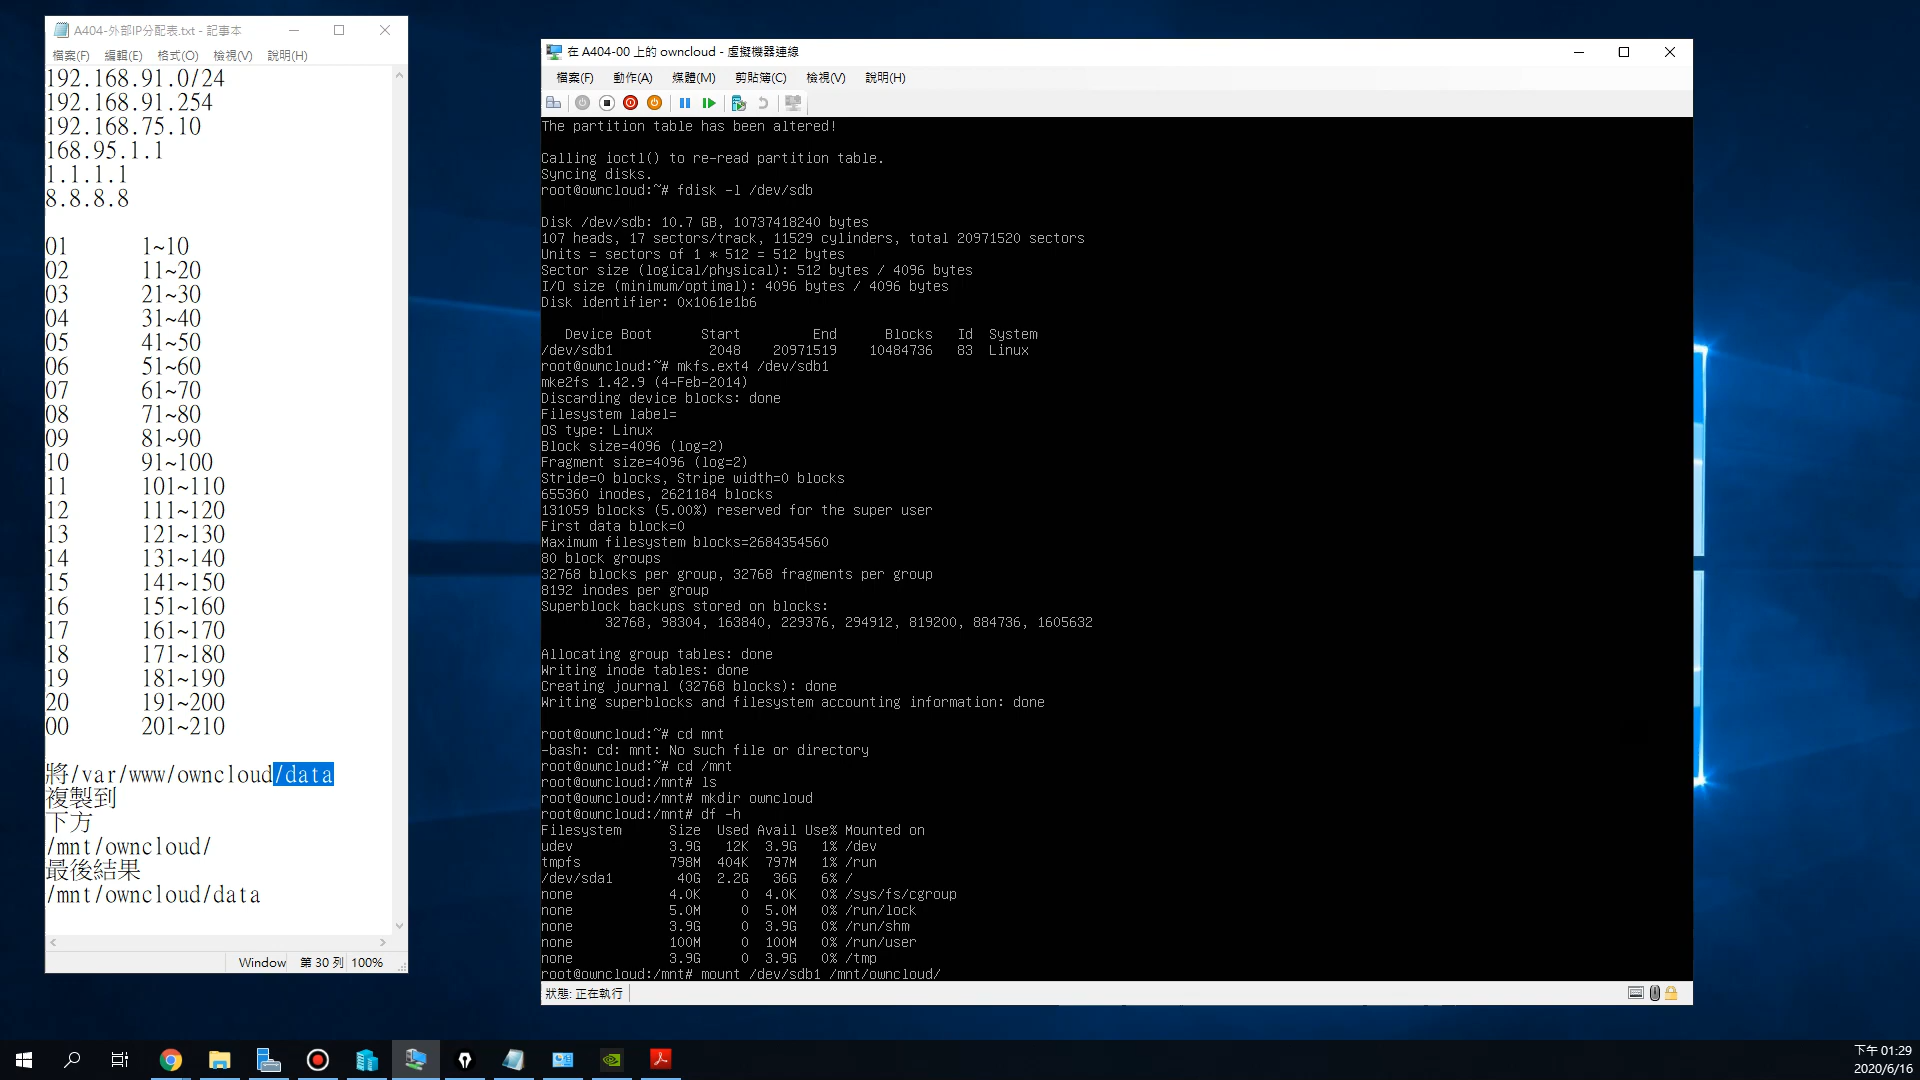 A404-外部IP分配表.txt - 記事本
檔案(F) 編輯(E) 格式(O) 檢視(V) 說明(H)
192.168.91.0/24
192.168.91.254
192.168.75.10
168.95.1.1
1.1.1.1
8.8.8.8
01 1~10
02 11~20
03 21~30
04 31~40
05 41~50
06 51~60
07 61~70
08 71~80
09 81~90
10 91~100
11 101~110
12 111~120
13 121~130
14 131~140
15 141~150
16 151~160
17 161~170
18 171~180
19 181~190
20 191~200
00 201~210
將/var/www/owncloud/data
複製到
下方
/mnt/owncloud/
最後結果
/mnt/owncloud/data
Window 第 30 列 100%
在 A404-00 上的 owncloud - 虛擬機器連線
檔案(F) 動作(A) 媒體(M) 剪貼簿(C) 檢視(V) 說明(H)
The partition table has been altered!
Calling ioctl() to re-read partition table.
Syncing disks.
root@owncloud:~# fdisk -l /dev/sdb
Disk /dev/sdb: 10.7 GB, 10737418240 bytes
107 heads, 17 sectors/track, 11529 cylinders, total 20971520 sectors
Units = sectors of 1 * 512 = 512 bytes
Sector size (logical/physical): 512 bytes / 4096 bytes
I/O size (minimum/optimal): 4096 bytes / 4096 bytes
Disk identifier: 0x1061e1b6
Device Boot Start End Blocks Id System
/dev/sdb1 2048 20971519 10484736 83 Linux
root@owncloud:~# mkfs.ext4 /dev/sdb1
mke2fs 1.42.9 (4-Feb-2014)
Discarding device blocks: done
Filesystem label=
OS type: Linux
Block size=4096 (log=2)
Fragment size=4096 (log=2)
Stride=0 blocks, Stripe width=0 blocks
655360 inodes, 2621184 blocks
131059 blocks (5.00%) reserved for the super user
First data block=0
Maximum filesystem blocks=2684354560
80 block groups
32768 blocks per group, 32768 fragments per group
8192 inodes per group
Superblock backups stored on blocks:
32768, 98304, 163840, 229376, 294912, 819200, 884736, 1605632
Allocating group tables: done
Writing inode tables: done
Creating journal (32768 blocks): done
Writing superblocks and filesystem accounting information: done
root@owncloud:~# cd mnt
-bash: cd: mnt: No such file or directory
root@owncloud:~# cd /mnt
root@owncloud:/mnt# ls
root@owncloud:/mnt# mkdir owncloud
root@owncloud:/mnt# df -h
Filesystem Size Used Avail Use% Mounted on
udev 3.9G 12K 3.9G 1% /dev
tmpfs 798M 404K 797M 1% /run
/dev/sda1 40G 2.2G 36G 6% /
none 4.0K 0 4.0K 0% /sys/fs/cgroup
none 5.0M 0 5.0M 0% /run/lock
none 3.9G 0 3.9G 0% /run/shm
none 100M 0 100M 0% /run/user
none 3.9G 0 3.9G 0% /tmp
root@owncloud:/mnt# mount /dev/sdb1 /mnt/owncloud/
狀態: 正在執行
下午 01:29
2020/6/16